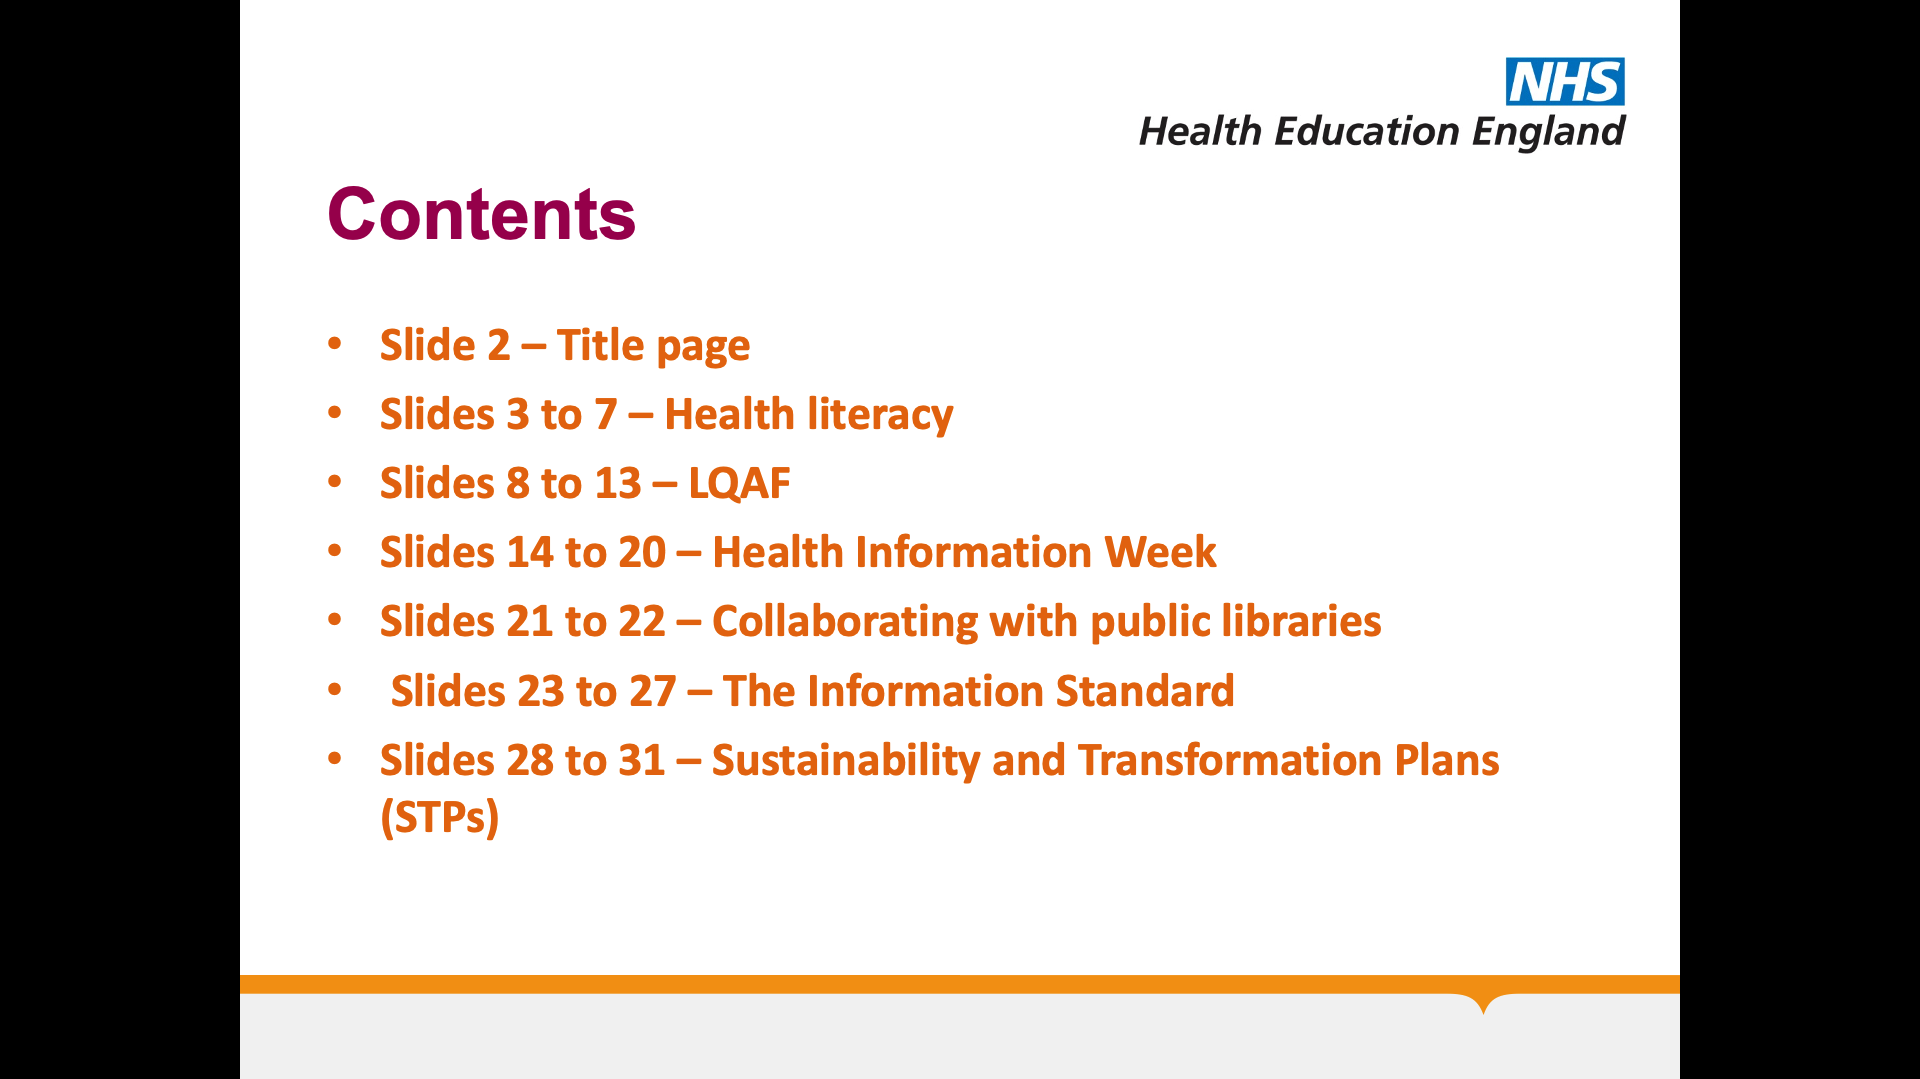 NHS
Health Education England
Contents
• Slide 2 – Title page
• Slides 3 to 7 – Health literacy
• Slides 8 to 13 – LQAF
• Slides 14 to 20 – Health Information Week
• Slides 21 to 22 – Collaborating with public libraries
• Slides 23 to 27 – The Information Standard
• Slides 28 to 31 – Sustainability and Transformation Plans
(STPs)